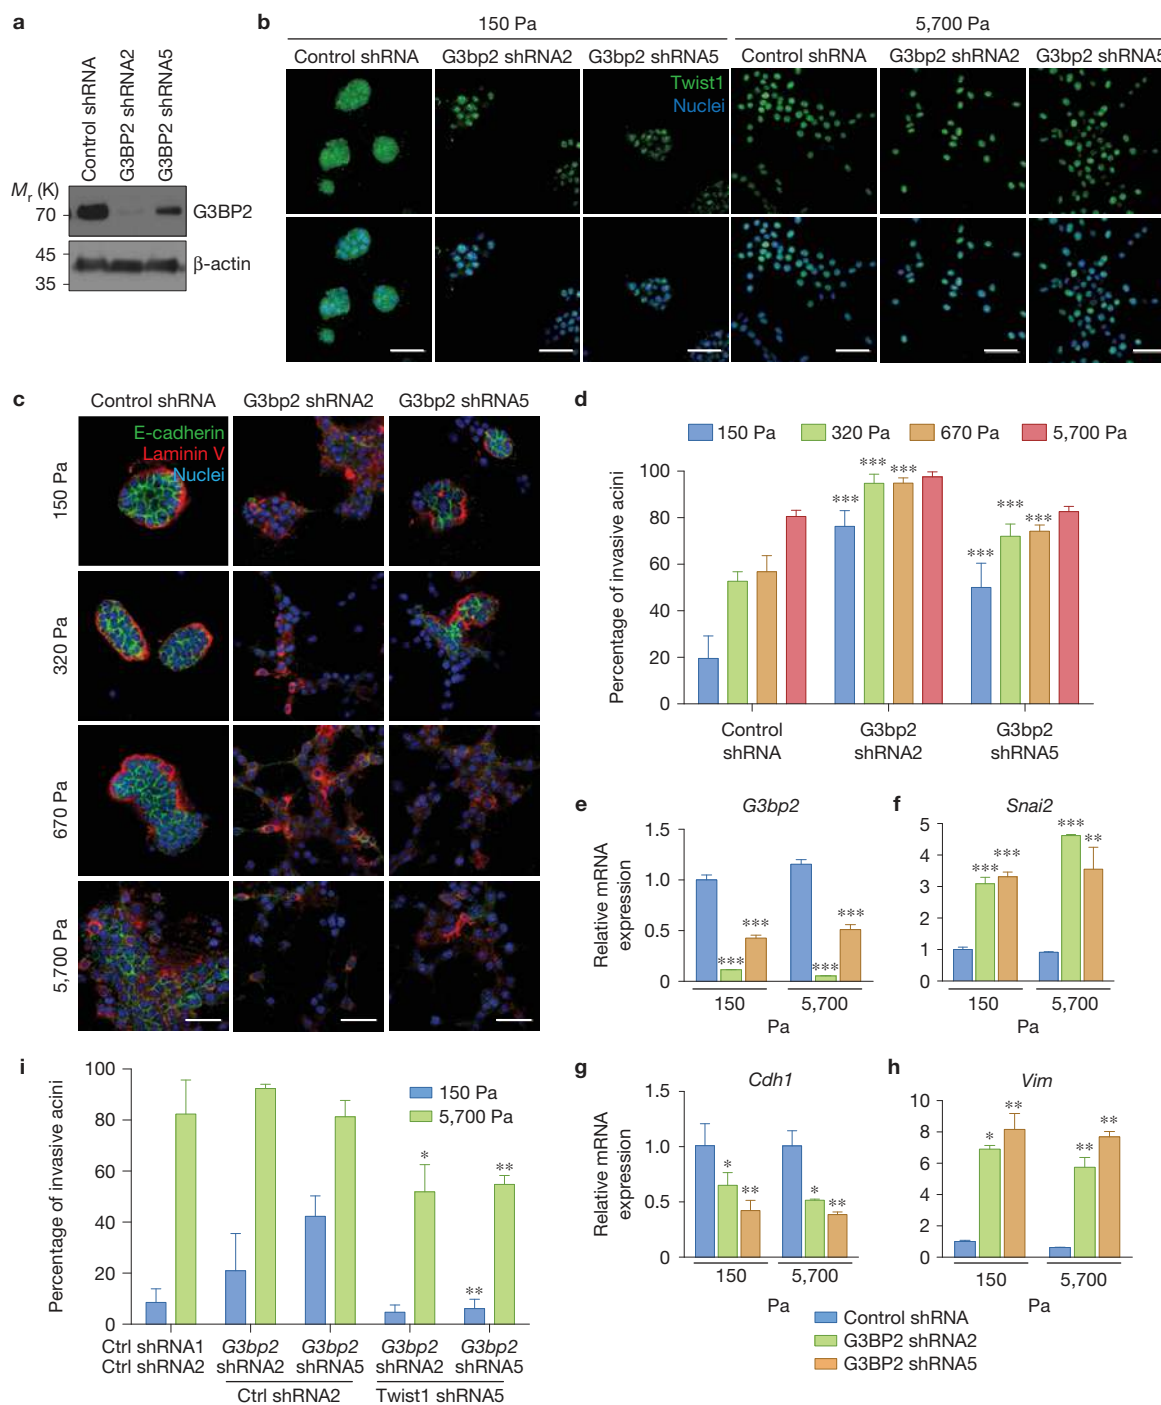 a
Control shRNA
G3BP2 shRNA2
G3BP2 shRNA5
Mr (K)
70
G3BP2
45
β-actin
35
b
150 Pa
5,700 Pa
Control shRNA
G3bp2 shRNA2
G3bp2 shRNA5
Control shRNA
G3bp2 shRNA2
G3bp2 shRNA5
Twist1
Nuclei
c
Control shRNA
G3bp2 shRNA2
G3bp2 shRNA5
E-cadherin
Laminin V
Nuclei
150 Pa
320 Pa
670 Pa
5,700 Pa
d
150 Pa
320 Pa
670 Pa
5,700 Pa
Percentage of invasive acini
100
80
60
40
20
0
***
***
***
***
***
***
Control
shRNA
G3bp2
shRNA2
G3bp2
shRNA5
e
G3bp2
Relative mRNA
expression
1.5
1.0
0.5
0
***
***
***
***
150
5,700
Pa
f
Snai2
5
4
3
2
1
0
***
***
***
**
150
5,700
Pa
g
Cdh1
Relative mRNA
expression
1.5
1.0
0.5
0
*
**
*
**
150
5,700
Pa
h
Vim
10
8
6
4
2
0
*
**
**
**
150
5,700
Pa
Control shRNA
G3BP2 shRNA2
G3BP2 shRNA5
i
Percentage of invasive acini
100
80
60
40
20
0
150 Pa
5,700 Pa
*
**
**
Ctrl shRNA1
Ctrl shRNA2
G3bp2
shRNA2
G3bp2
shRNA5
G3bp2
shRNA2
G3bp2
shRNA5
Ctrl shRNA2
Twist1 shRNA5